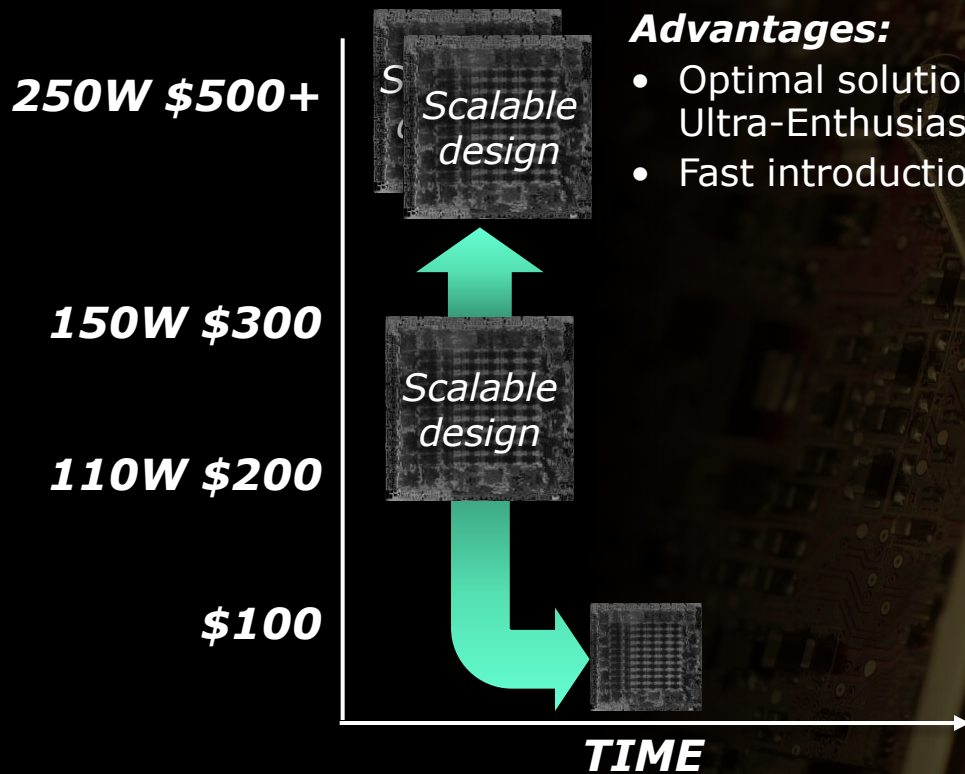 250W $500+
150W $300
110W $200
$100
Scalable
design
Scalable
design
TIME
Advantages:
• Optimal solutio
Ultra-Enthusias
• Fast introductio